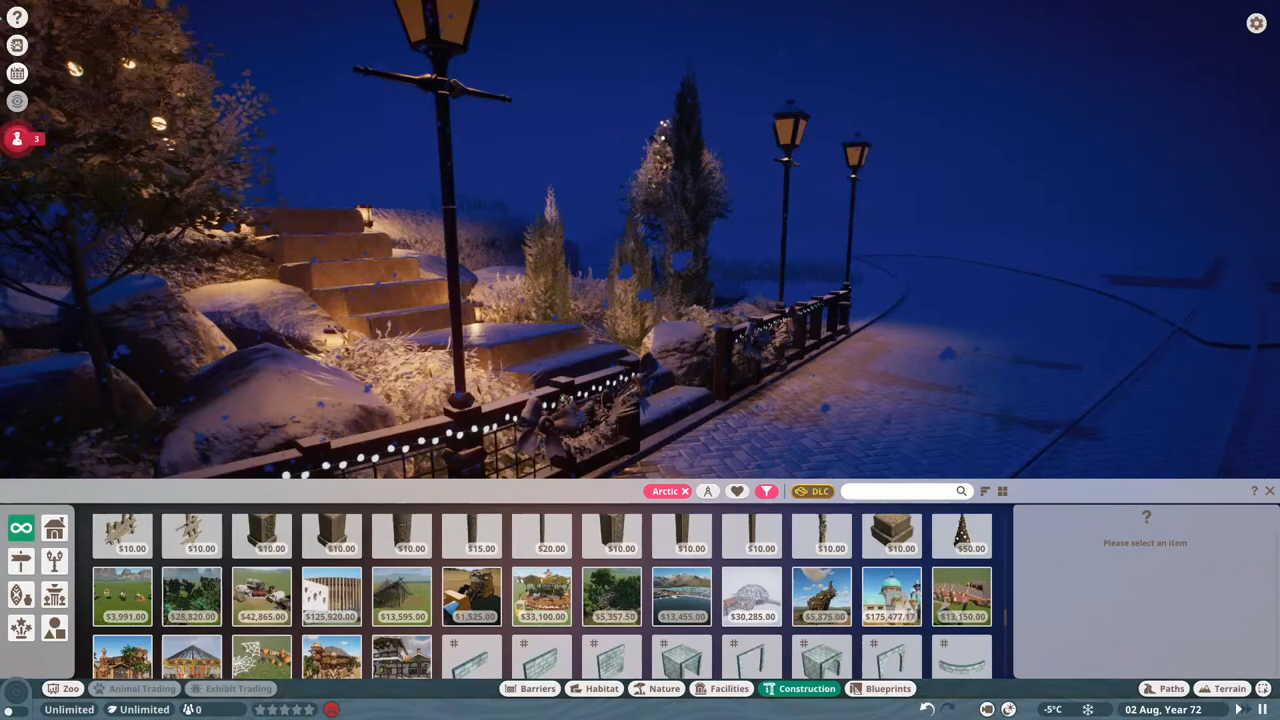 ?
3
Arctic ✕
DLC
? ✕
$10.00 $10.00 $10.00 $10.00 $15.00 $15.00 $20.00 $10.00 $10.00 $10.00 $10.00 $10.00 $50.00
?
Please select an item
$3,991.00 $28,820.00 $42,865.00 $125,920.00 $13,595.00 $1,525.00 $33,100.00 $5,357.50 $13,455.00 $30,285.00 $5,875.00 $175,477.17 $13,150.00
# # # # # # # #
Zoo Animal Trading Exhibit Trading Barriers Habitat Nature Facilities Construction Blueprints Paths Terrain
Unlimited Unlimited 0 -5°C 02 Aug, Year 72